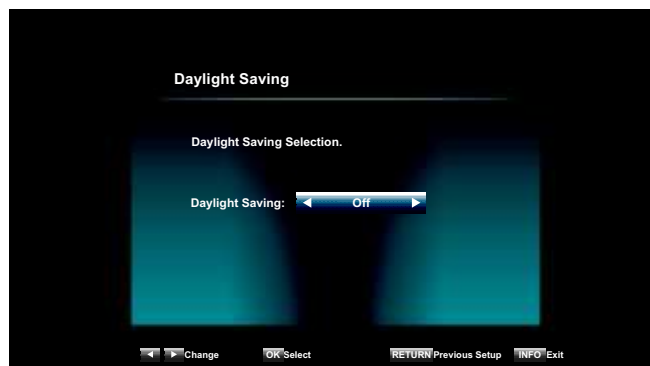 Daylight Saving
Daylight Saving Selection.
Daylight Saving: ◀ Off ▶
◀ ▶ Change OK Select RETURN Previous Setup INFO Exit